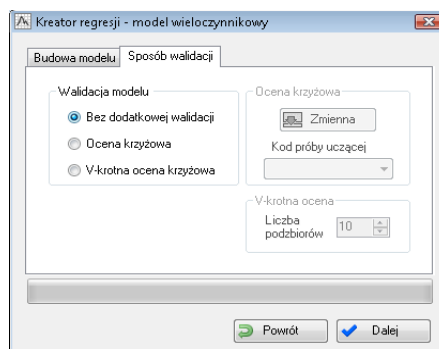 Kreator regresji - model wieloczynnikowy
Budowa modelu
Sposób walidacji
Walidacja modelu
Bez dodatkowej walidacji
Ocena krzyżowa
V-krotna ocena krzyżowa
Ocena krzyżowa
Zmienna
Kod próby uczącej
V-krotna ocena
Liczba
podzbiorów
10
Powrót
Dalej